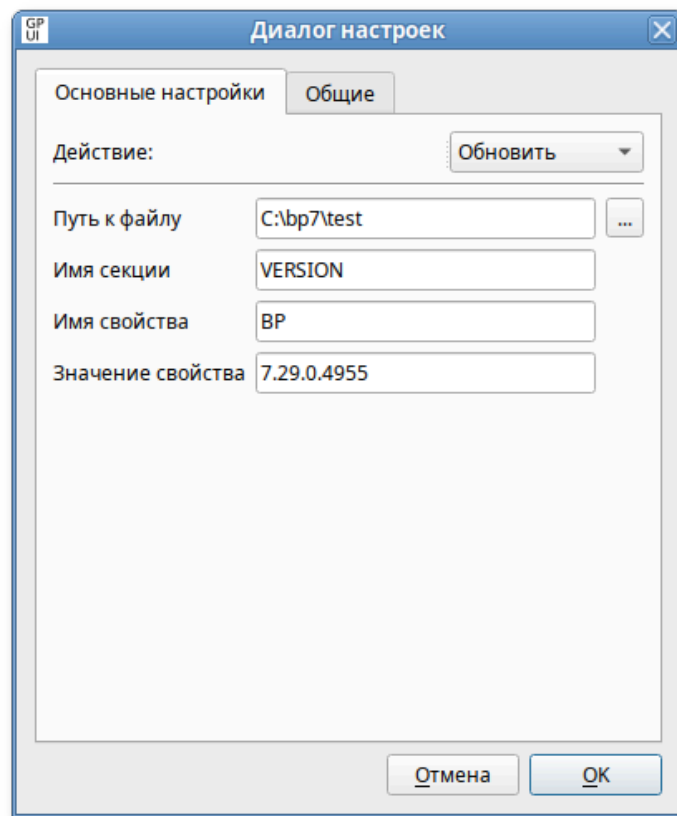 GP
UI
Диалог настроек
Основные настройки Общие
Действие: Обновить
Путь к файлу C:\bp7\test ...
Имя секции VERSION
Имя свойства BP
Значение свойства 7.29.0.4955
Отмена OK